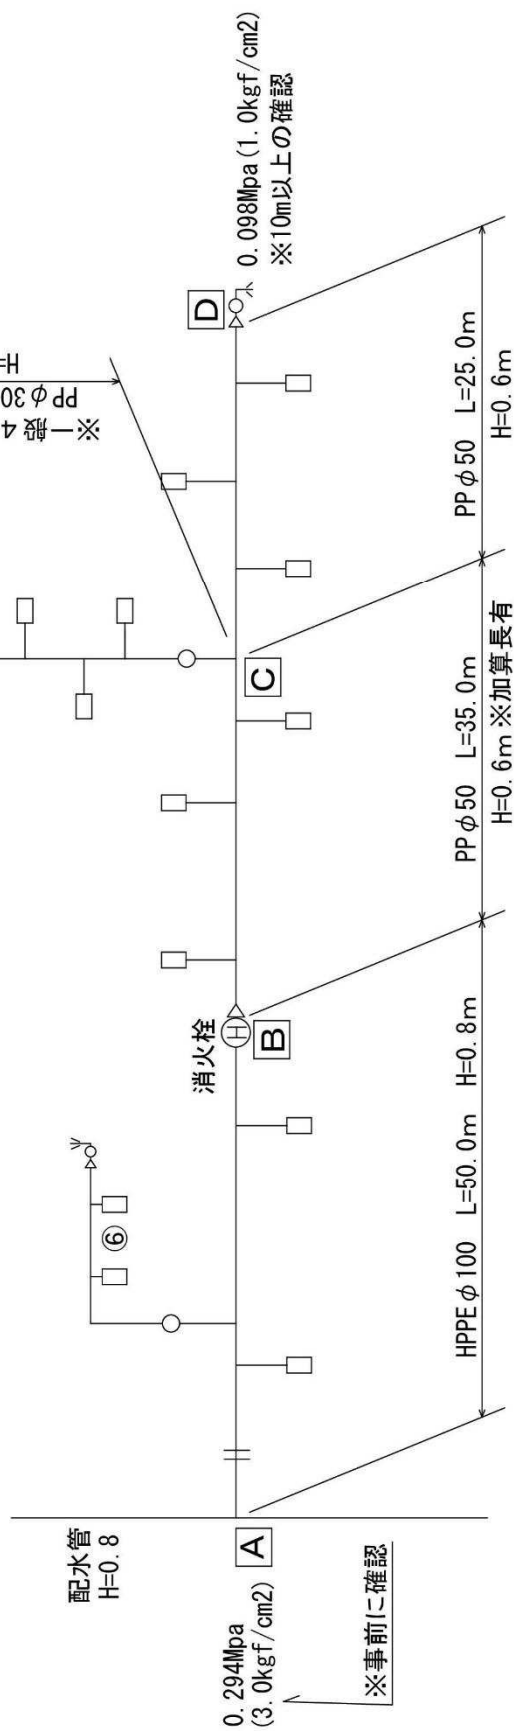 配水管
H=0.8
A
0.294Mpa
(3.0kgf/cm2)
※事前に確認
⑥
消火栓
H
B
C
D
0.098Mpa(1.0kgf/cm2)
※10m以上の確認
H=
PPφ30
※一般4
HPPEφ100 L=50.0m H=0.8m
PPφ50 L=35.0m
H=0.6m※加算長有
PPφ50 L=25.0m
H=0.6m